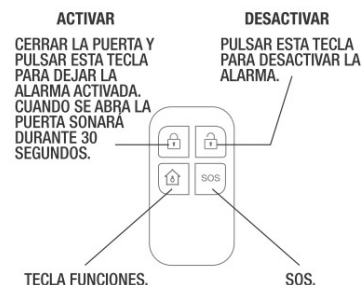 ACTIVAR
CERRAR LA PUERTA Y
PULSAR ESTA TECLA
PARA DEJAR LA
ALARMA ACTIVADA.
CUANDO SE ABRA LA
PUERTA SONARÁ
DURANTE 30
SEGUNDOS.
DESACTIVAR
PULSAR ESTA TECLA
PARA DESACTIVAR LA
ALARMA.
SOS
TECLA FUNCIONES.
SOS.